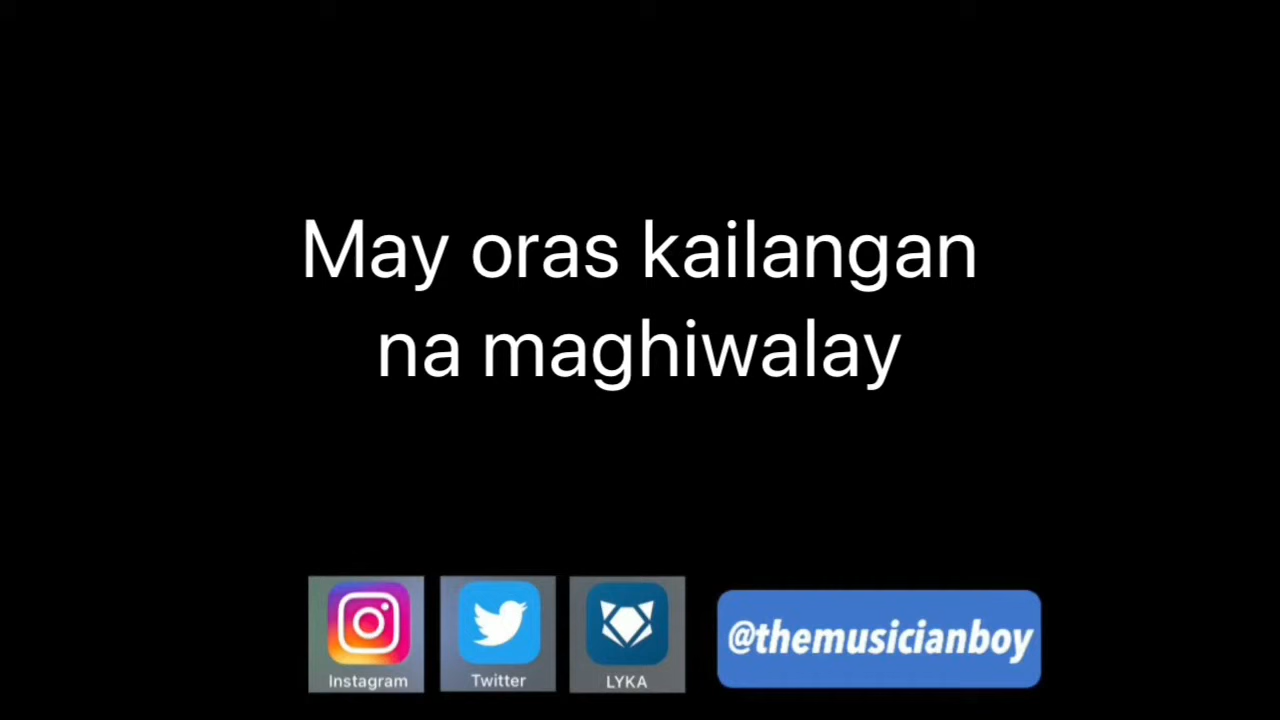 May oras kailangan
na maghiwalay
Instagram
Twitter
LYKA
@themusicianboy